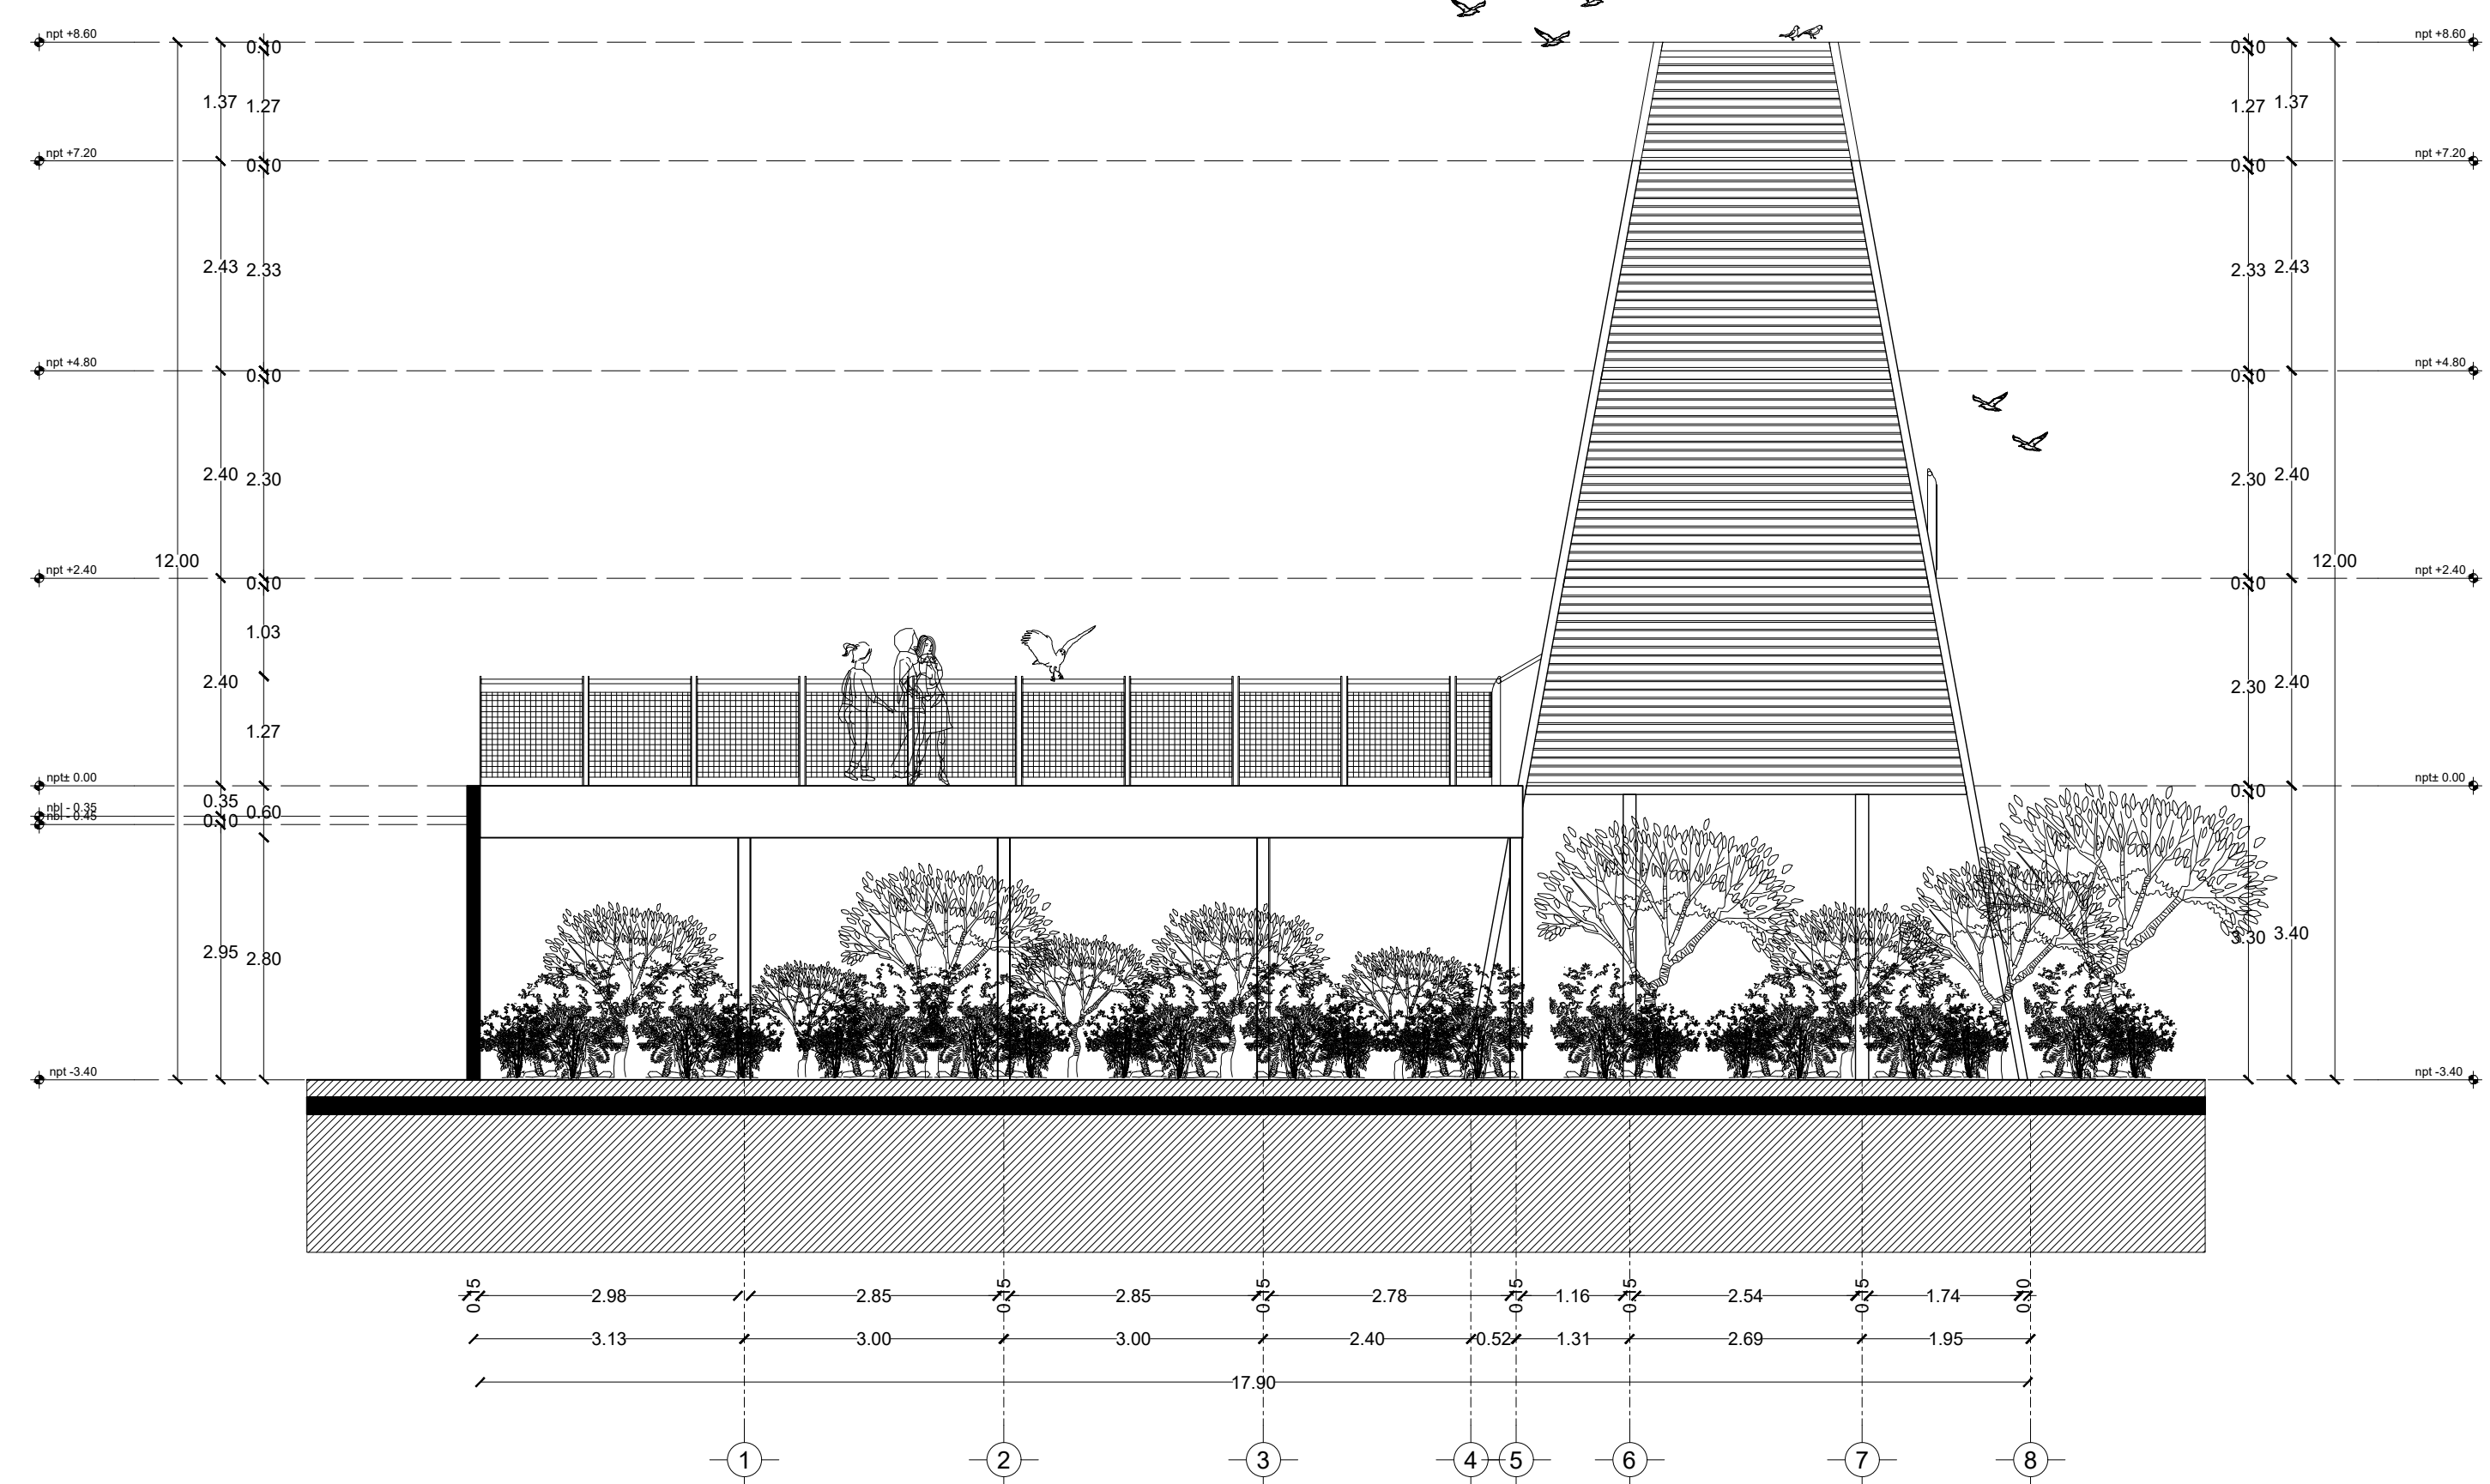 npt +8.60
0.10
0.10
npt +8.60
1.37 1.27
1.27 1.37
npt +7.20
0.10
0.10
npt +7.20
2.43 2.33
2.33 2.43
npt +4.80
0.10
0.10
npt +4.80
2.40 2.30
2.30 2.40
12.00
12.00
npt +2.40
0.10
0.10
npt +2.40
1.03
2.40
2.30 2.40
1.27
npt± 0.00
0.10
npt± 0.00
0.35
0.60
nbl - 0.35
0.10
nbl - 0.45
2.95 2.80
3.30 3.40
npt -3.40
npt -3.40
0.15 2.98 2.85 0.15 2.85 0.15 2.78 0.15 1.16 0.15 2.54 0.15 1.74 0.10
3.13 3.00 3.00 2.40 0.52 1.31 2.69 1.95
17.90
1 2 3 4 5 6 7 8